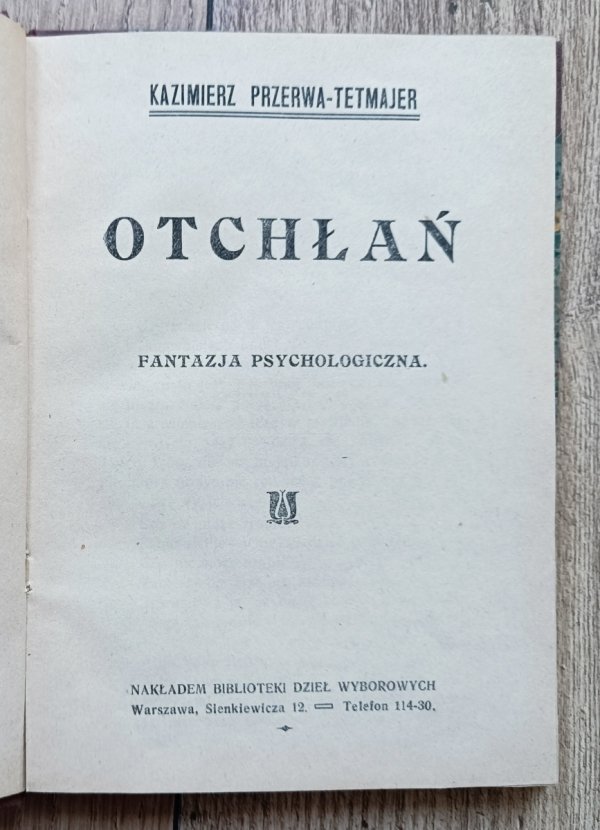 KAZIMIERZ PRZERWA-TETMAJER
OTCHŁAŃ
FANTAZJA PSYCHOLOGICZNA.
NAKŁADEM BIBLIOTEKI DZIEŁ WYBOROWYCH
Warszawa, Sienkiewicza 12. Telefon 114-30.